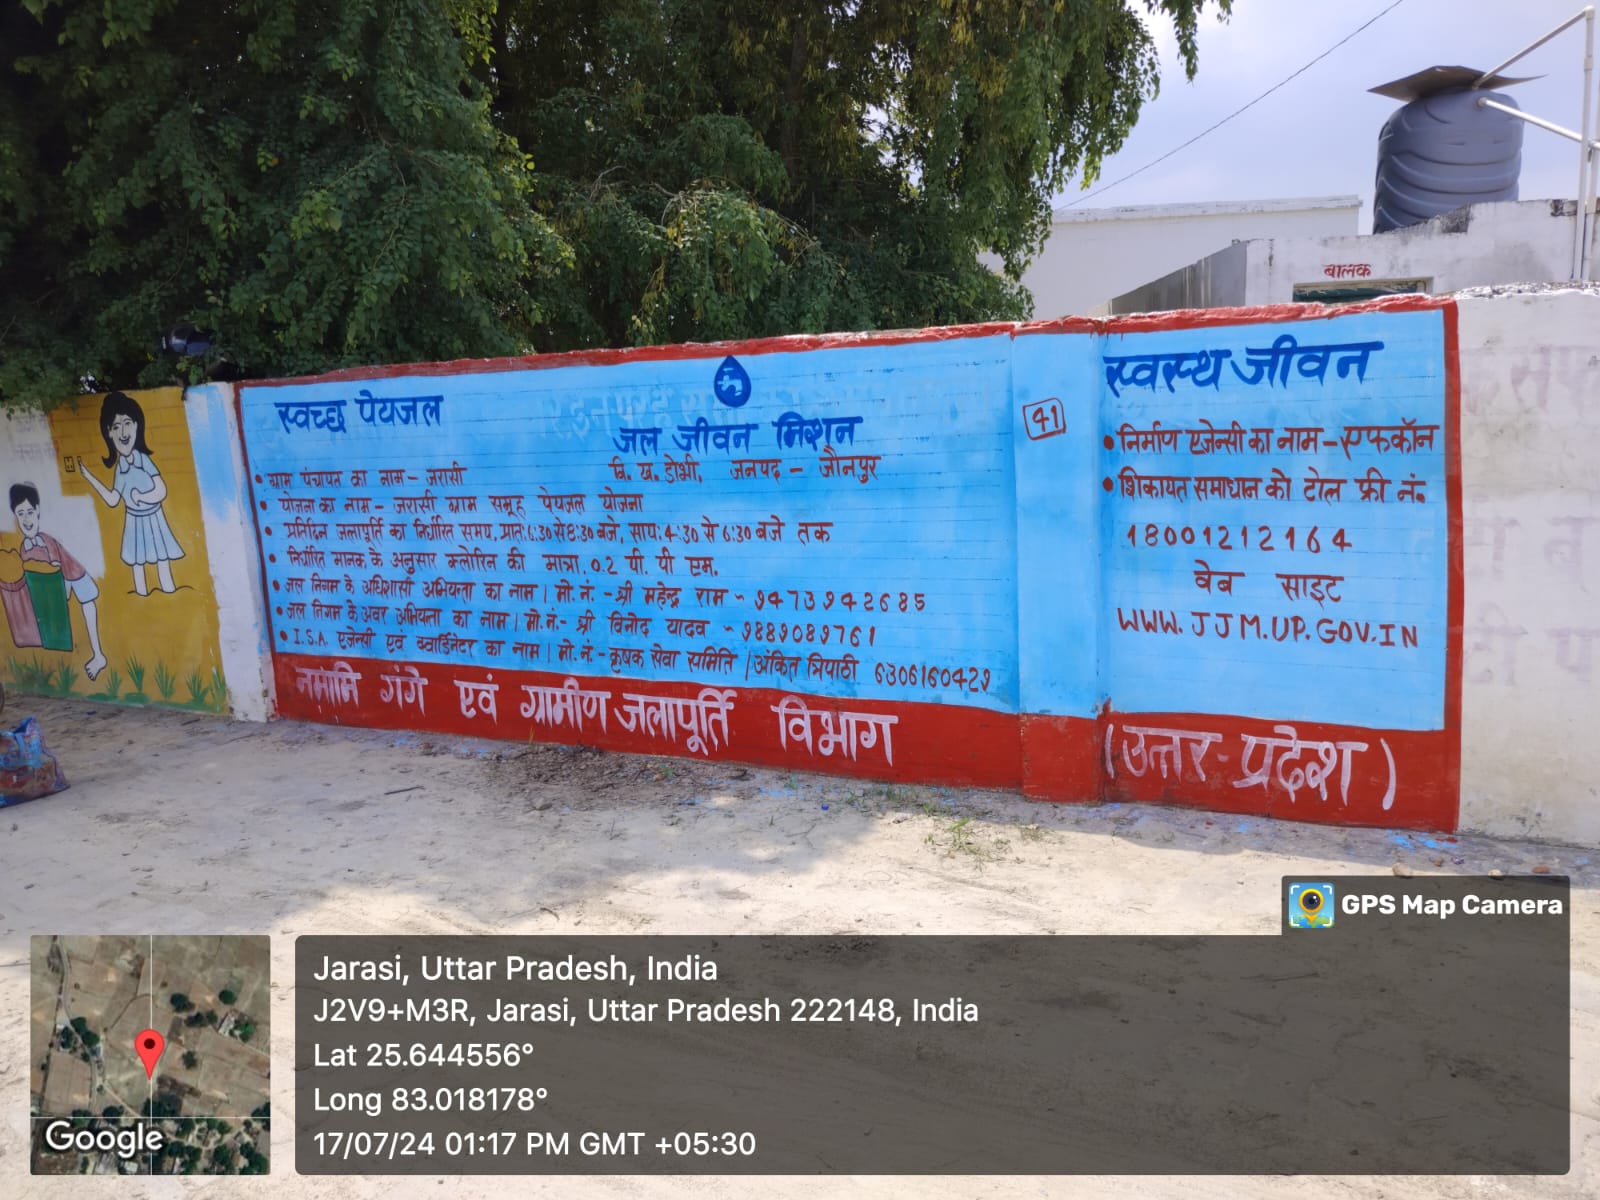 बालक
स्वच्छ पेयजल
जल जीवन मिशन
वि. ख. डोभी, जनपद - जौनपुर
• ग्राम पंचायत का नाम - जरासी
• योजना का नाम - जरासी ग्राम समूह पेयजल योजना
• प्रतिदिन जलापूर्ति का निर्धारित समय, प्रातः 6:30 से 8:30 बजे, सायः 4:30 से 6:30 बजे तक
• निर्धारित मानक के अनुसार क्लोरिन की मात्रा. 0.2 पी. पी एम.
• जल निगम के अधिशासी अभियन्ता का नाम / मो. नं. - श्री महेन्द्र राम - 9473942685
• जल निगम के अवर अभियन्ता का नाम / मो. नं.- श्री विनोद यादव - 9889089761
• I.S.A. एजेन्सी एवं क्वार्डिनेटर का नाम / मो. नं. - कृषक सेवा समिति / अंकित त्रिपाठी 6306160429
नमामि गंगे एवं ग्रामीण जलापूर्ति विभाग
41
स्वस्थ जीवन
• निर्माण एजेन्सी का नाम - एफकॉन
• शिकायत समाधान को टोल फ्री नं.
18001212164
वेब साइट
WWW.JJM.UP.GOV.IN
(उत्तर-प्रदेश)
GPS Map Camera
Google
Jarasi, Uttar Pradesh, India
J2V9+M3R, Jarasi, Uttar Pradesh 222148, India
Lat 25.644556°
Long 83.018178°
17/07/24 01:17 PM GMT +05:30